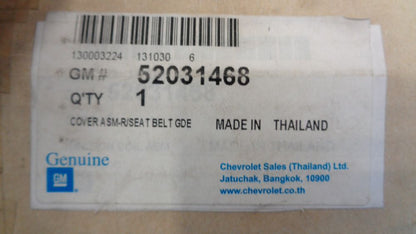 130003224 131030 6
GM # 52031468
Q'TY 1
COVER ASM-R/SEAT BELT GDE MADE IN THAILAND
Genuine
GM
Chevrolet Sales (Thailand) Ltd.
Jatuchak, Bangkok, 10900
www.chevrolet.co.th